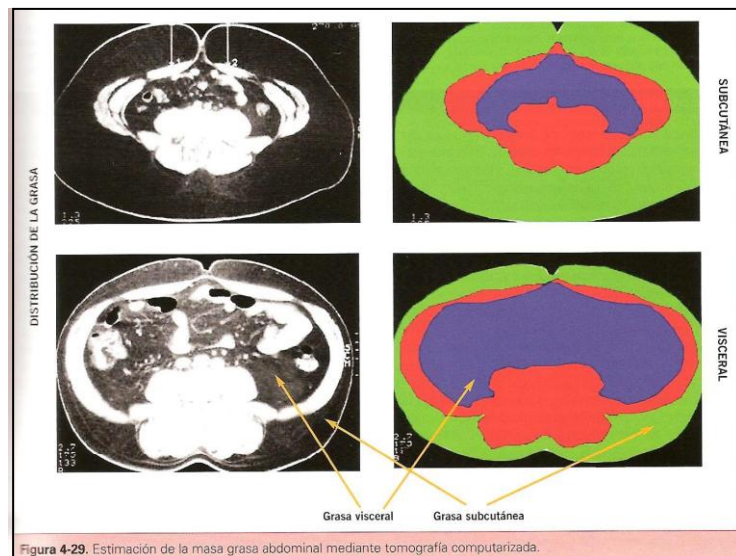 DISTRIBUCIÓN DE LA GRASA
SUBCUTÁNEA
VISCERAL
Grasa visceral
Grasa subcutánea
Figura 4-29. Estimación de la masa grasa abdominal mediante tomografía computarizada.